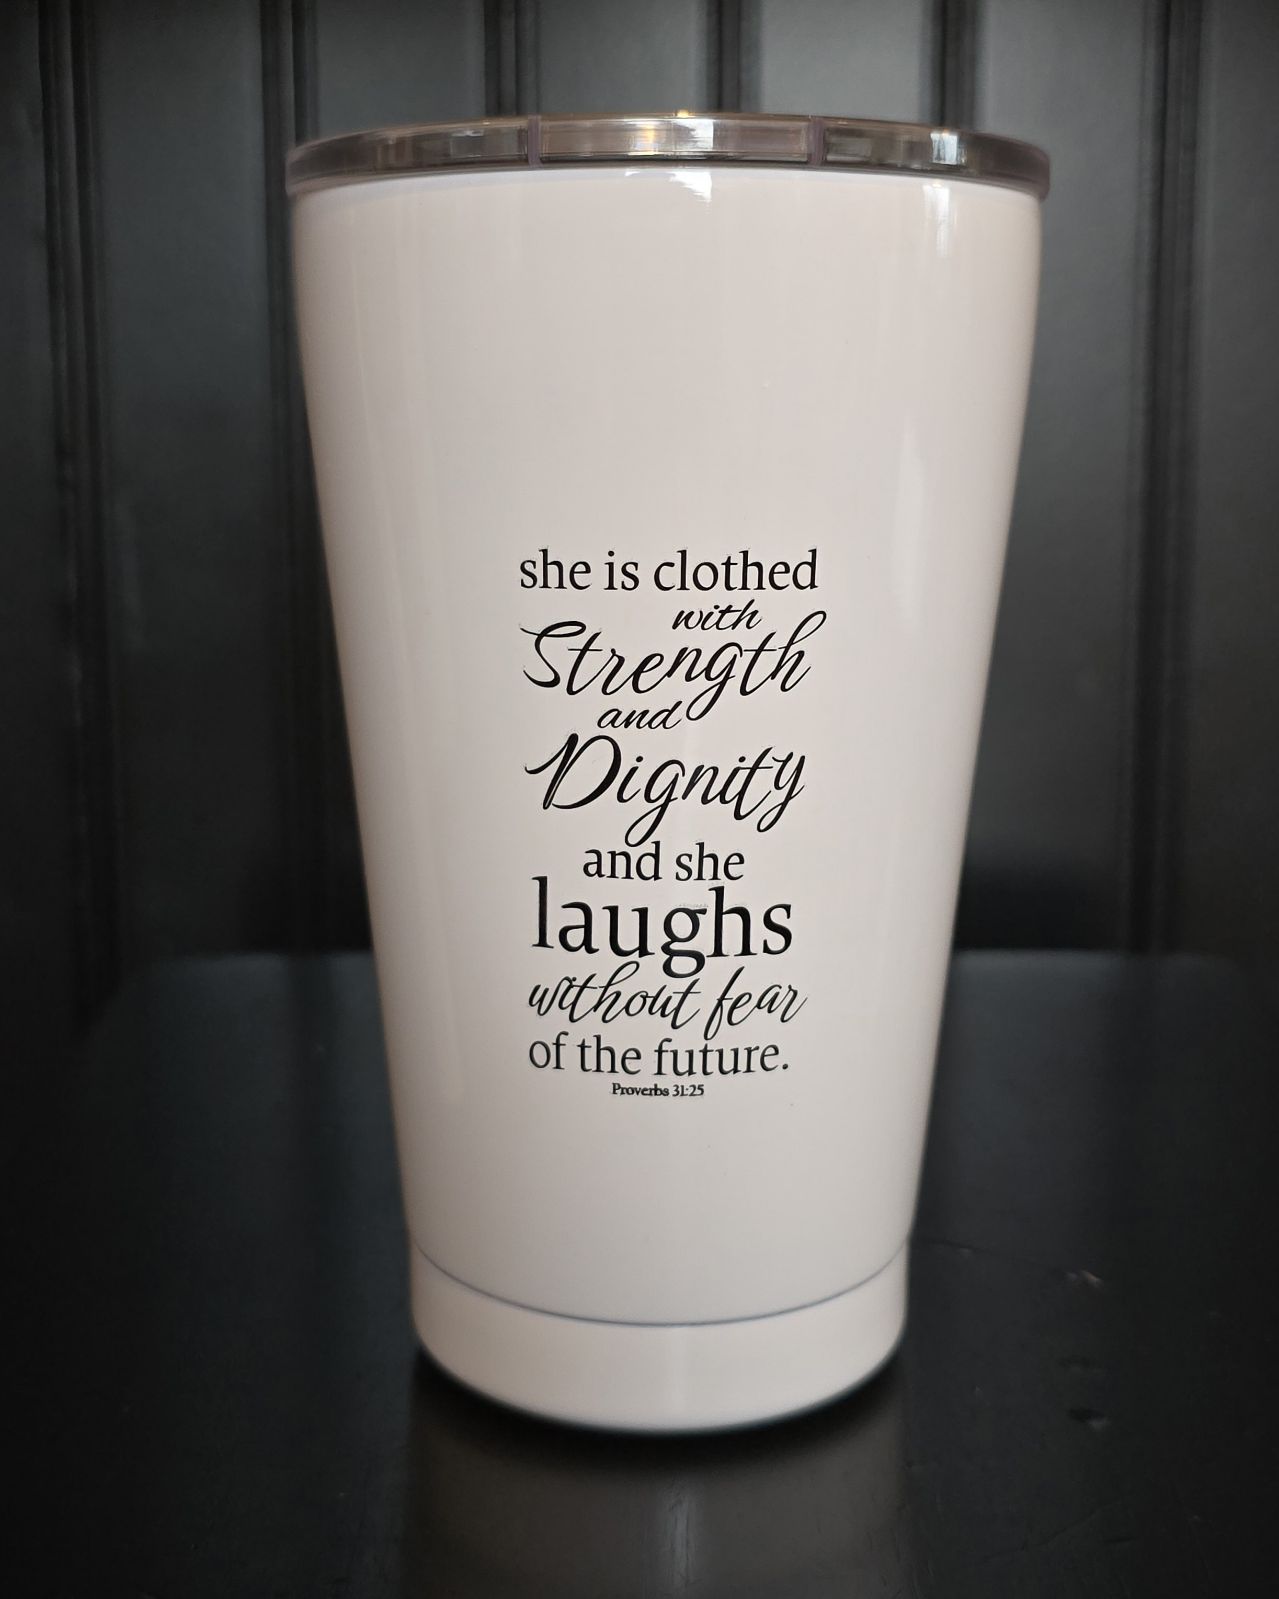 she is clothed
with
Strength
and
Dignity
and she
laughs
without fear
of the future.
Proverbs 31:25